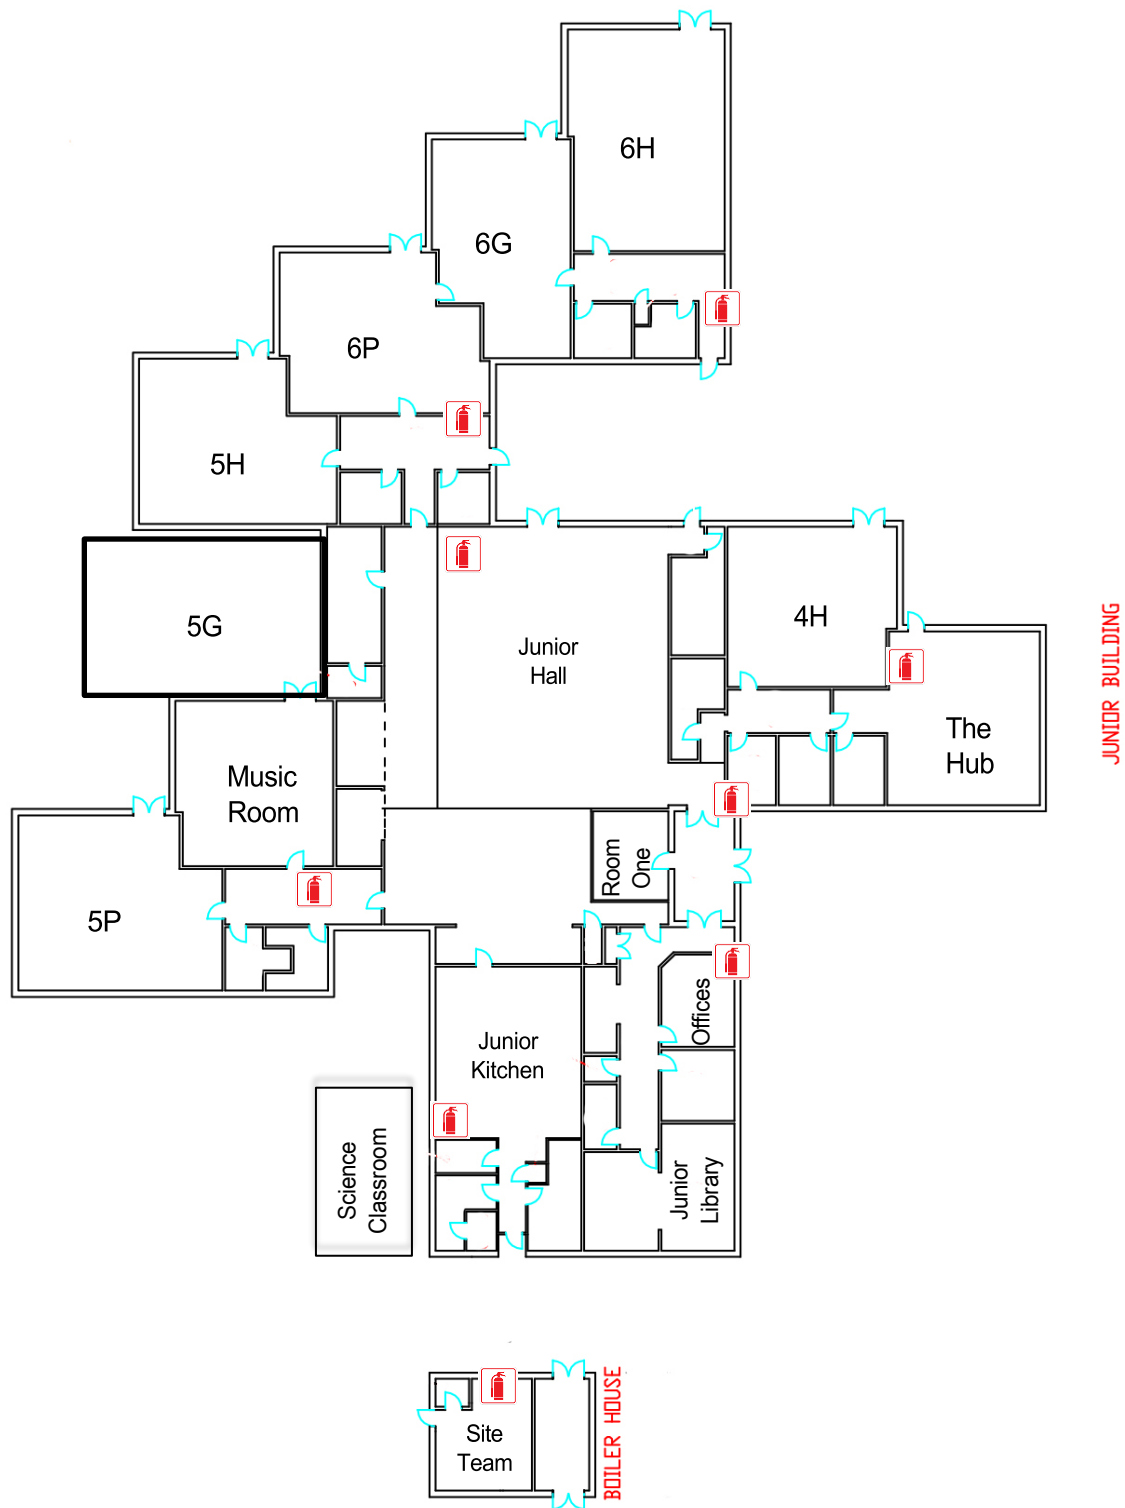 6H
6G
6P
5H
5G
Junior
Hall
4H
The
Hub
Music
Room
Room
One
5P
Offices
Junior
Kitchen
Science
Classroom
Junior
Library
Site
Team
JUNIOR BUILDING
BOILER HOUSE